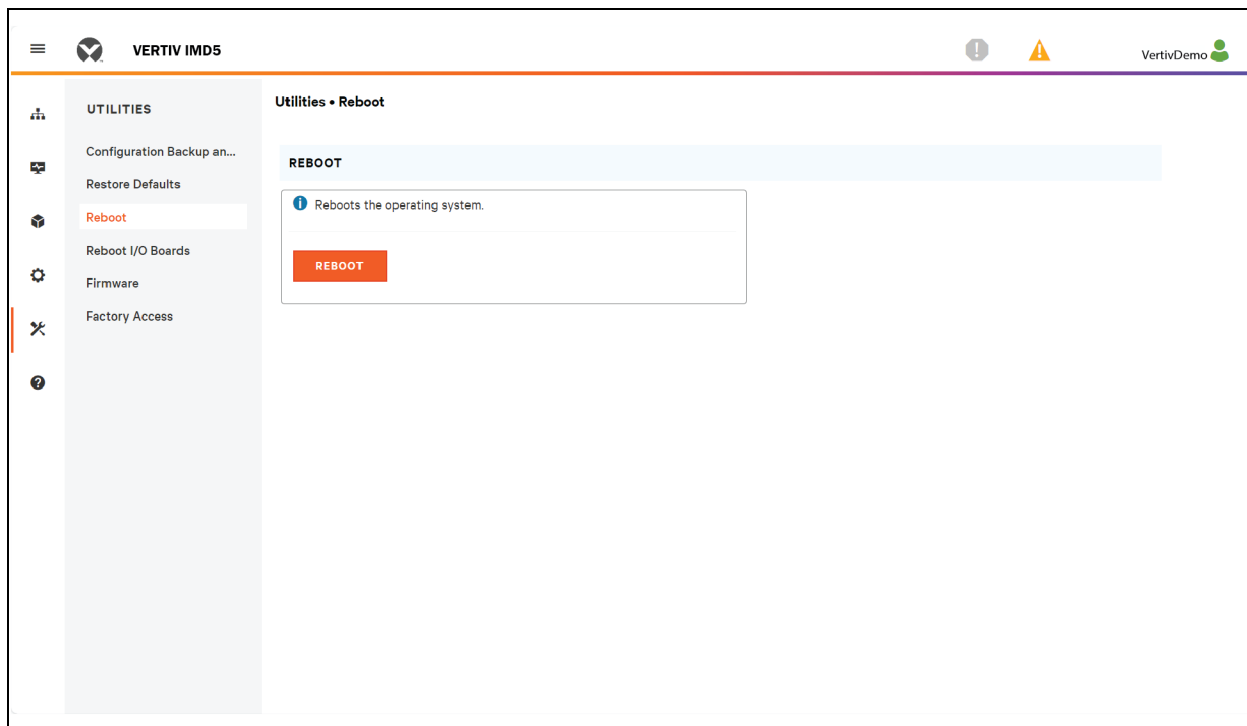 VERTIV IMD5
VertivDemo
UTILITIES
Configuration Backup an...
Restore Defaults
Reboot
Reboot I/O Boards
Firmware
Factory Access
Utilities • Reboot
REBOOT
Reboots the operating system.
REBOOT